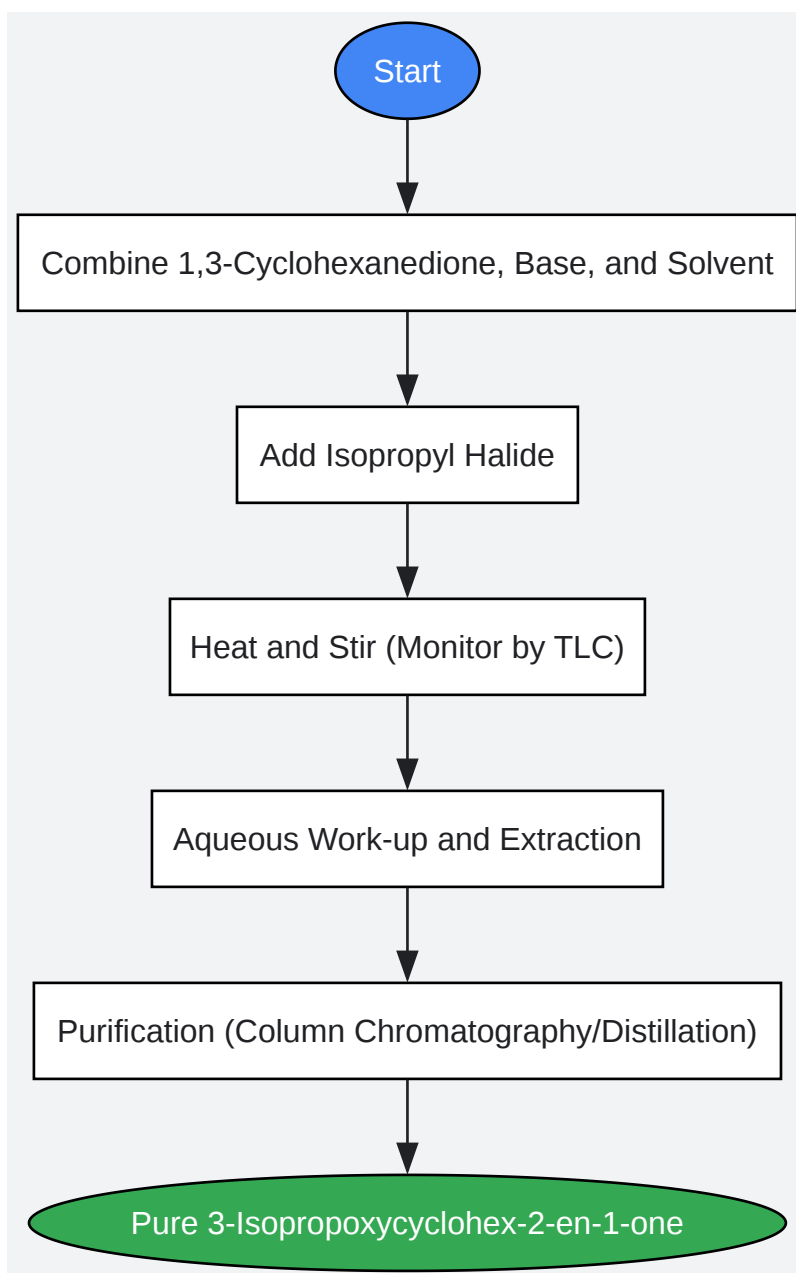 Start
Combine 1,3-Cyclohexanedione, Base, and Solvent
Add Isopropyl Halide
Heat and Stir (Monitor by TLC)
Aqueous Work-up and Extraction
Purification (Column Chromatography/Distillation)
Pure 3-Isopropoxycyclohex-2-en-1-one